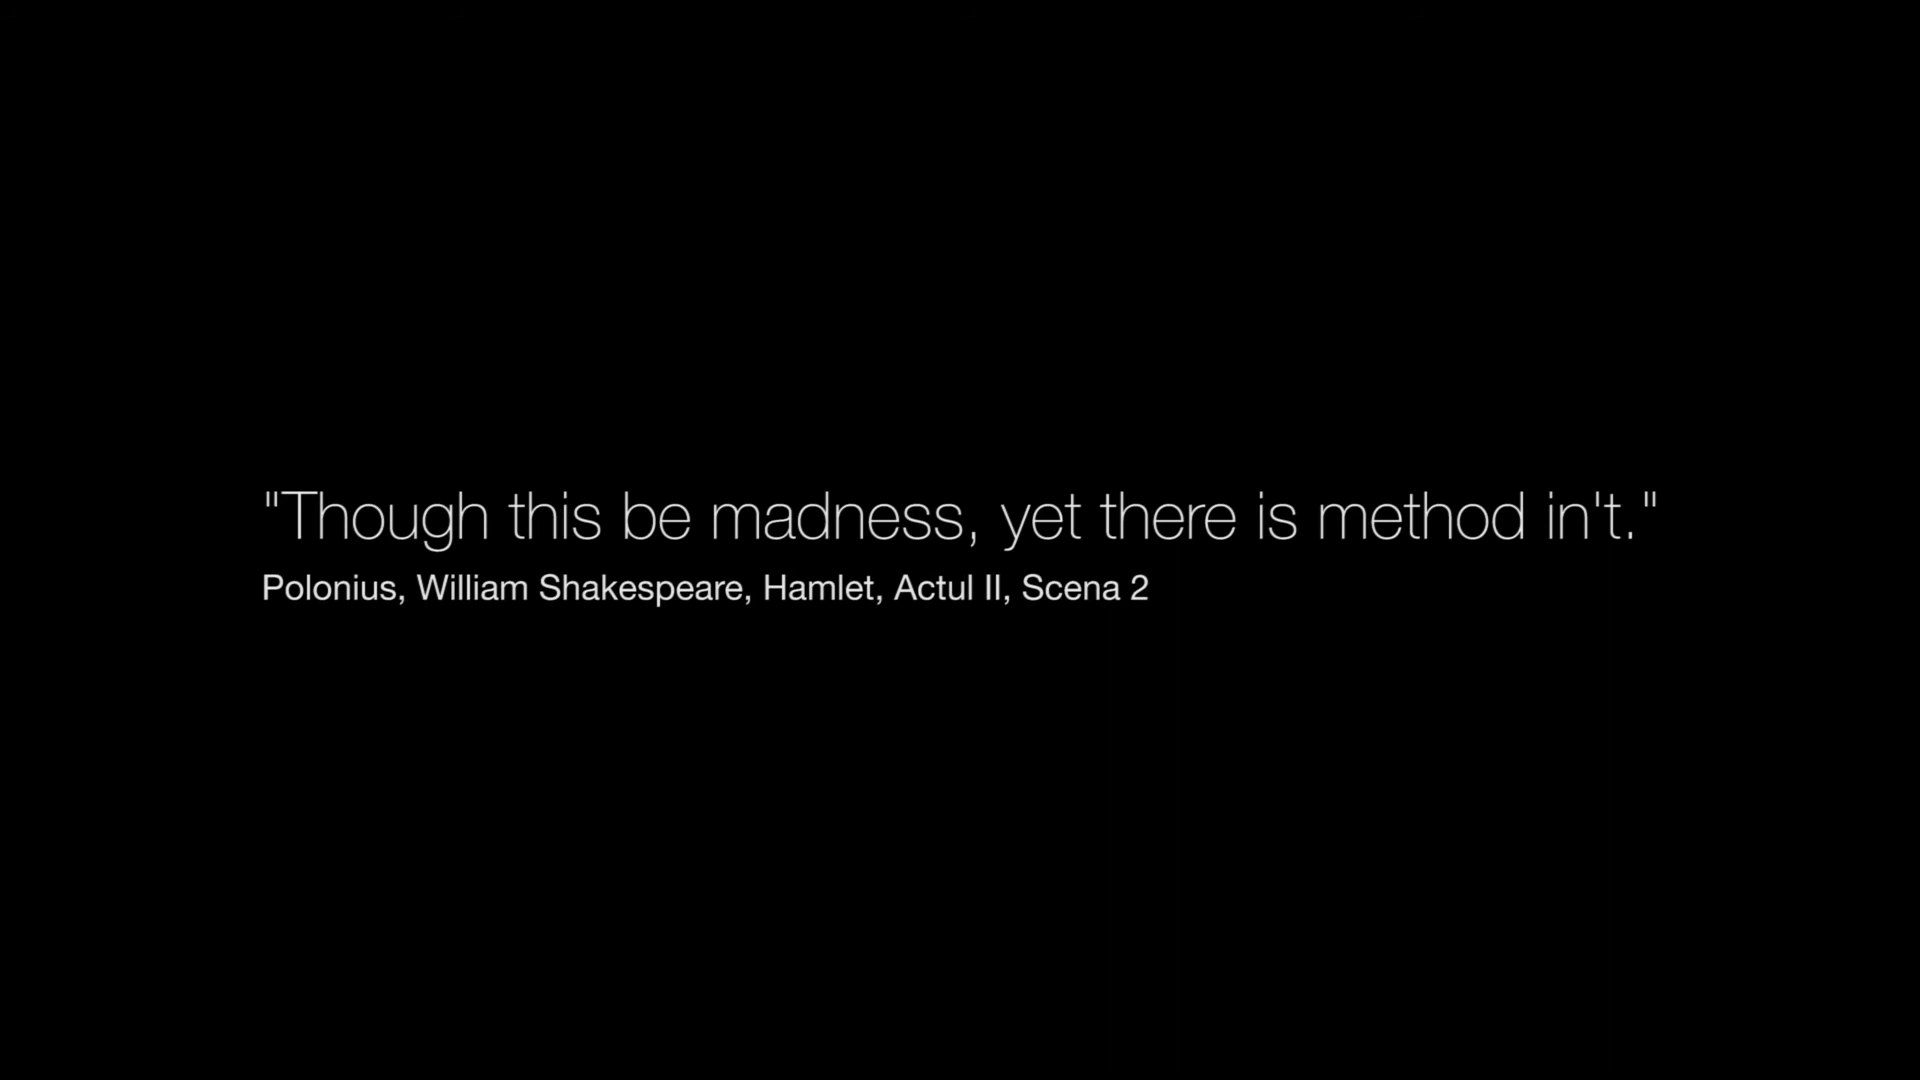 "Though this be madness, yet there is method in't."
Polonius, William Shakespeare, Hamlet, Actul II, Scena 2